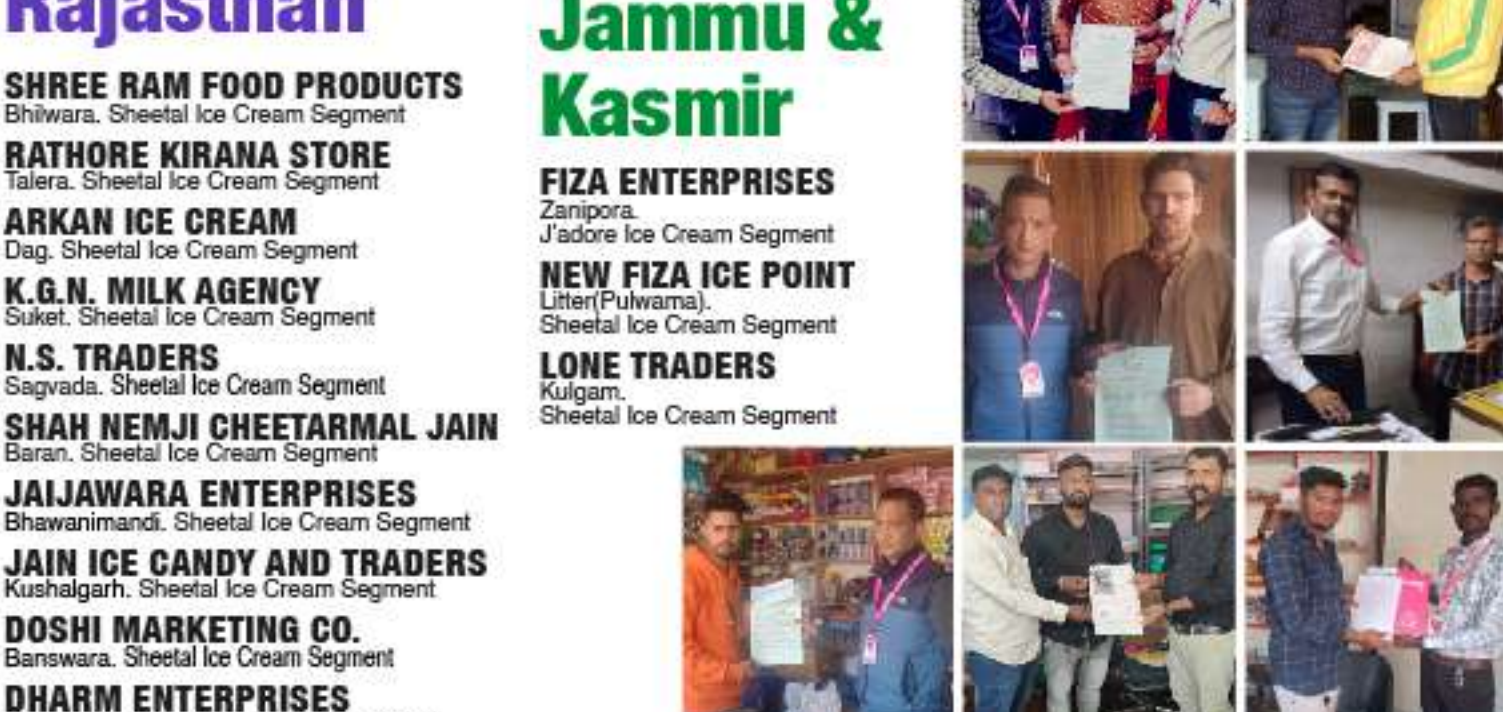 Rajasthan
SHREE RAM FOOD PRODUCTS
Bhilwara. Sheetal Ice Cream Segment
RATHORE KIRANA STORE
Talera. Sheetal Ice Cream Segment
ARKAN ICE CREAM
Dag. Sheetal Ice Cream Segment
K.G.N. MILK AGENCY
Suket. Sheetal Ice Cream Segment
N.S. TRADERS
Sagvada. Sheetal Ice Cream Segment
SHAH NEMJI CHEETARMAL JAIN
Baran. Sheetal Ice Cream Segment
JAIJAWARA ENTERPRISES
Bhawanimandi. Sheetal Ice Cream Segment
JAIN ICE CANDY AND TRADERS
Kushalgarh. Sheetal Ice Cream Segment
DOSHI MARKETING CO.
Banswara. Sheetal Ice Cream Segment
DHARM ENTERPRISES
Jammu &
Kasmir
FIZA ENTERPRISES
Zanipora.
J'adore Ice Cream Segment
NEW FIZA ICE POINT
Litter(Pulwama).
Sheetal Ice Cream Segment
LONE TRADERS
Kulgam.
Sheetal Ice Cream Segment